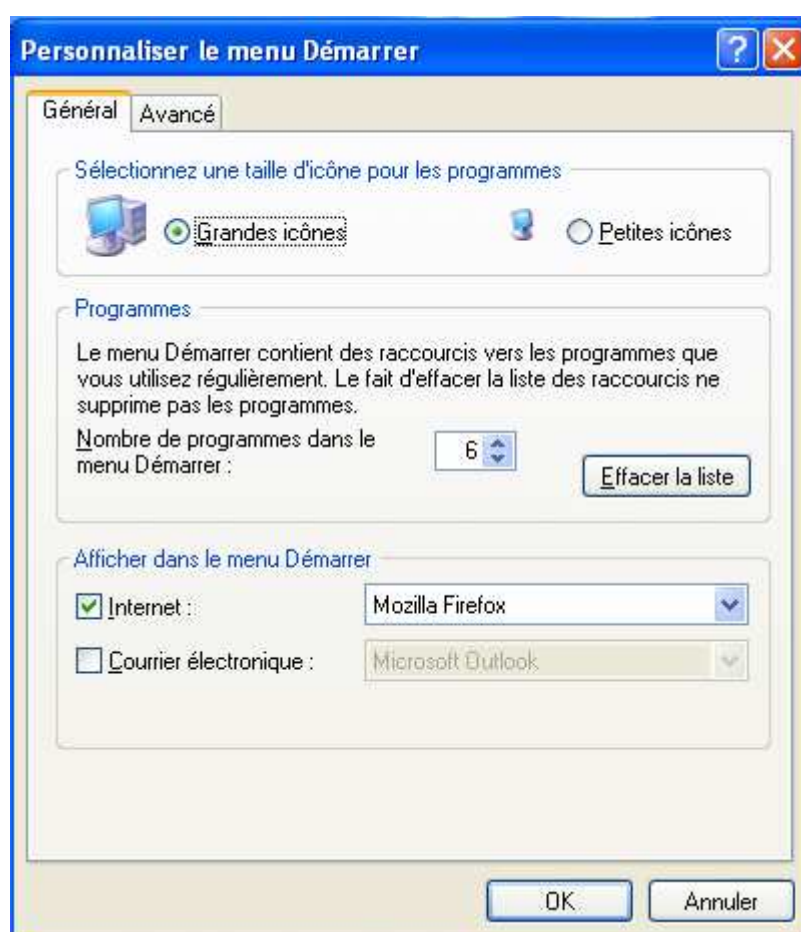 Personnaliser le menu Démarrer
Général Avancé
Sélectionnez une taille d'icône pour les programmes
Grandes icônes Petites icônes
Programmes
Le menu Démarrer contient des raccourcis vers les programmes que
vous utilisez régulièrement. Le fait d'effacer la liste des raccourcis ne
supprime pas les programmes.
Nombre de programmes dans le
menu Démarrer :
6
Effacer la liste
Afficher dans le menu Démarrer
Internet : Mozilla Firefox
Courrier électronique : Microsoft Outlook
OK Annuler